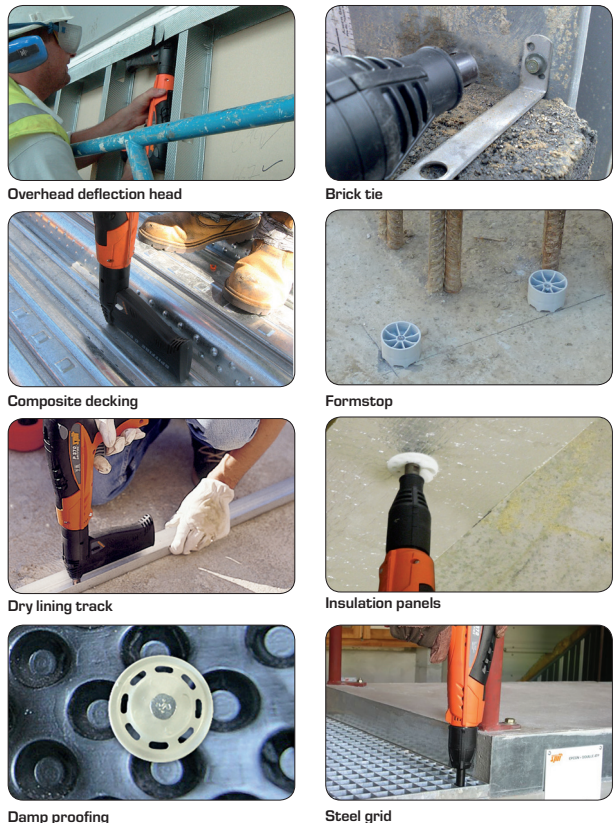 Overhead deflection head
Brick tie
Composite decking
Formstop
Dry lining track
Insulation panels
Damp proofing
Steel grid